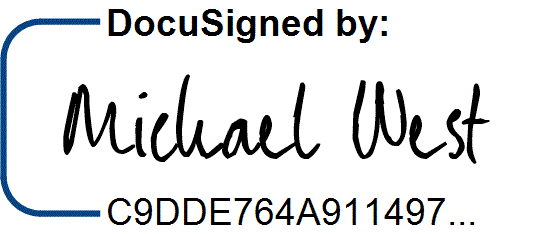 DocuSigned by:
Michael West
C9DDE764A911497...